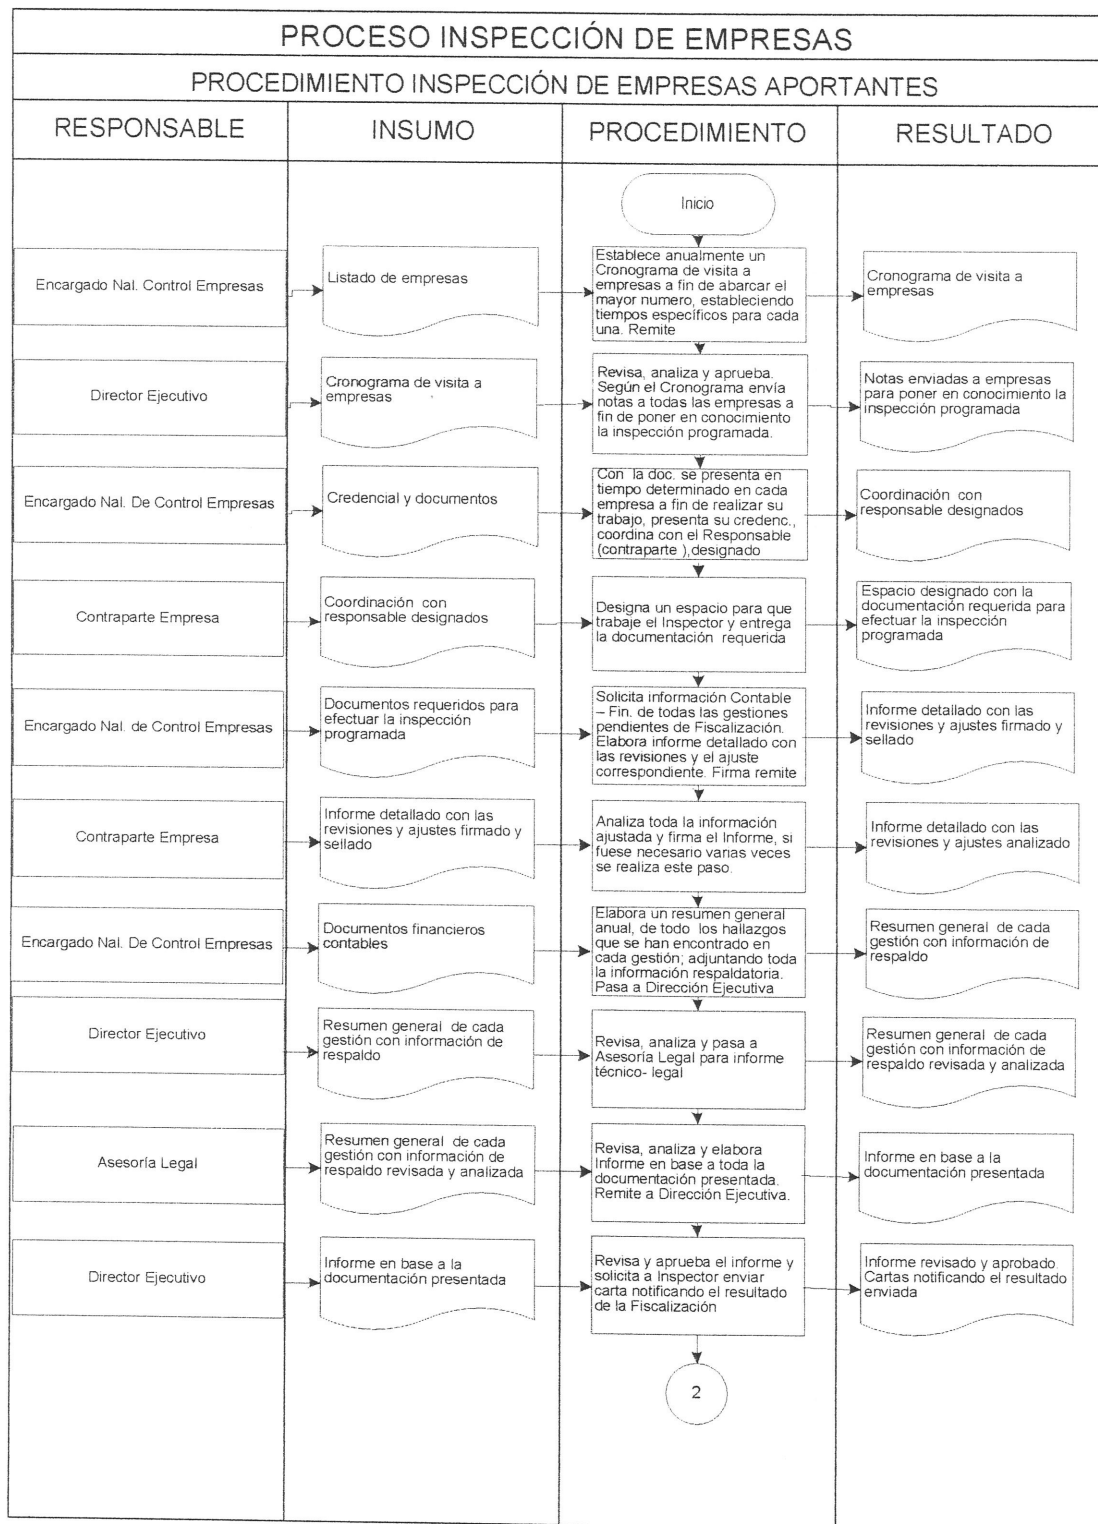 PROCESO INSPECCIÓN DE EMPRESAS
PROCEDIMIENTO INSPECCIÓN DE EMPRESAS APORTANTES
RESPONSABLE
INSUMO
PROCEDIMIENTO
RESULTADO
Inicio
Encargado Nal. Control Empresas
Listado de empresas
Establece anualmente un
Cronograma de visita a
empresas a fin de abarcar el
mayor numero, estableciendo
tiempos específicos para cada
una. Remite
Cronograma de visita a
empresas
Director Ejecutivo
Cronograma de visita a
empresas
Revisa, analiza y aprueba.
Según el Cronograma envía
notas a todas las empresas a
fin de poner en conocimiento
la inspección programada.
Notas enviadas a empresas
para poner en conocimiento la
inspección programada
Encargado Nal. De Control Empresas
Credencial y documentos
Con la doc. se presenta en
tiempo determinado en cada
empresa a fin de realizar su
trabajo, presenta su credenc.,
coordina con el Responsable
(contraparte ),designado
Coordinación con
responsable designados
Contraparte Empresa
Coordinación con
responsable designados
Designa un espacio para que
trabaje el Inspector y entrega
la documentación requerida
Espacio designado con la
documentación requerida para
efectuar la inspección
programada
Encargado Nal. de Control Empresas
Documentos requeridos para
efectuar la inspección
programada
Solicita información Contable
– Fin. de todas las gestiones
pendientes de Fiscalización.
Elabora informe detallado con
las revisiones y el ajuste
correspondiente. Firma remite
Informe detallado con las
revisiones y ajustes firmado y
sellado
Contraparte Empresa
Informe detallado con las
revisiones y ajustes firmado y
sellado
Analiza toda la información
ajustada y firma el Informe, si
fuese necesario varias veces
se realiza este paso.
Informe detallado con las
revisiones y ajustes analizado
Encargado Nal. De Control Empresas
Documentos financieros
contables
Elabora un resumen general
anual, de todo los hallazgos
que se han encontrado en
cada gestión; adjuntando toda
la información respaldatoria.
Pasa a Dirección Ejecutiva
Resumen general de cada
gestión con información de
respaldo
Director Ejecutivo
Resumen general de cada
gestión con información de
respaldo
Revisa, analiza y pasa a
Asesoría Legal para informe
técnico- legal
Resumen general de cada
gestión con información de
respaldo revisada y analizada
Asesoría Legal
Resumen general de cada
gestión con información de
respaldo revisada y analizada
Revisa, analiza y elabora
Informe en base a toda la
documentación presentada.
Remite a Dirección Ejecutiva.
Informe en base a la
documentación presentada
Director Ejecutivo
Informe en base a la
documentación presentada
Revisa y aprueba el informe y
solicita a Inspector enviar
carta notificando el resultado
de la Fiscalización
Informe revisado y aprobado.
Cartas notificando el resultado
enviada
2